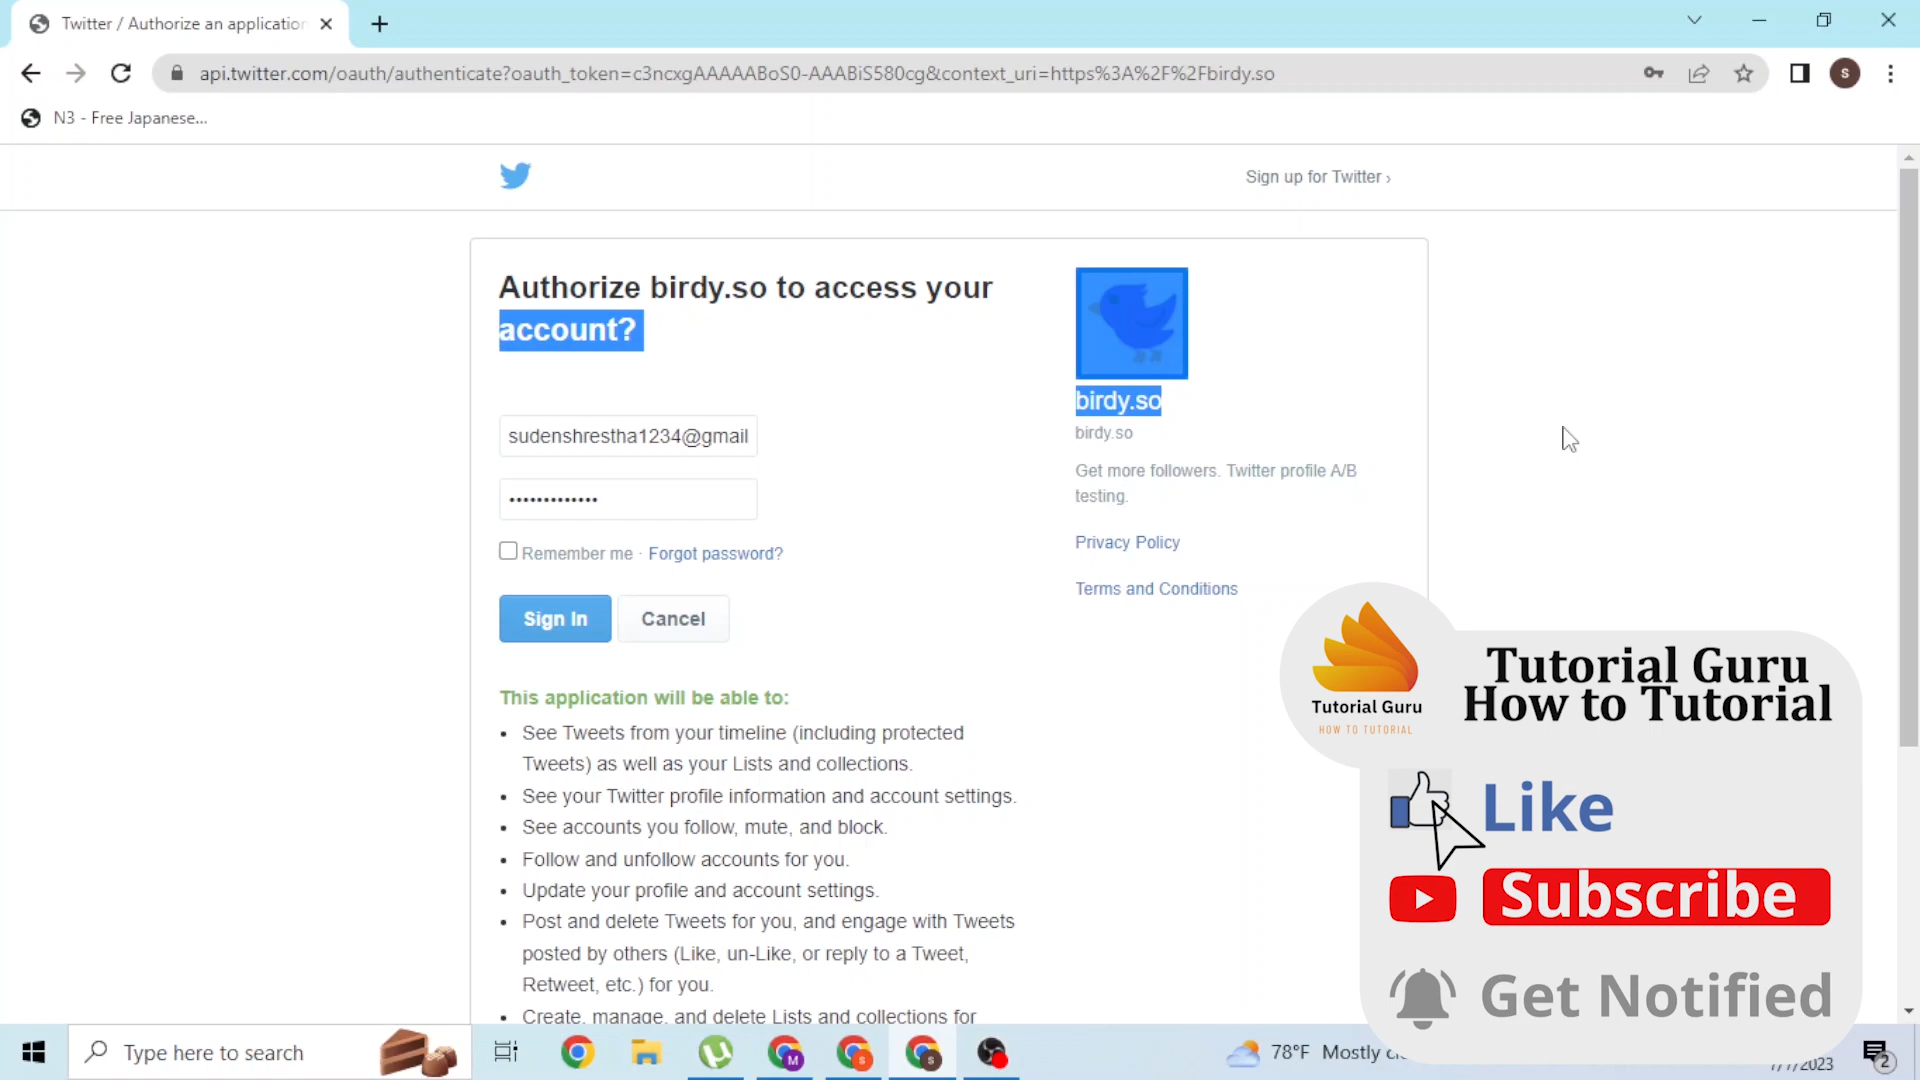 Twitter / Authorize an application
api.twitter.com/oauth/authenticate?oauth_token=c3ncxgAAAAABoS0-AAABiS580cg&context_uri=https%3A%2F%2Fbirdy.so
S
N3 - Free Japanese...
Sign up for Twitter ›
Authorize birdy.so to access your
account?
sudenshrestha1234@gmail
•••••••••••••
Remember me · Forgot password?
Sign In
Cancel
birdy.so
birdy.so
Get more followers. Twitter profile A/B
testing.
Privacy Policy
Terms and Conditions
This application will be able to:
• See Tweets from your timeline (including protected
Tweets) as well as your Lists and collections.
• See your Twitter profile information and account settings.
• See accounts you follow, mute, and block.
• Follow and unfollow accounts for you.
• Update your profile and account settings.
• Post and delete Tweets for you, and engage with Tweets
posted by others (Like, un-Like, or reply to a Tweet,
Retweet, etc.) for you.
• Create, manage, and delete Lists and collections for
Tutorial Guru
HOW TO TUTORIAL
Tutorial Guru
How to Tutorial
Like
Subscribe
Get Notified
Type here to search
M
S
S
78°F Mostly
7/7/2023
2